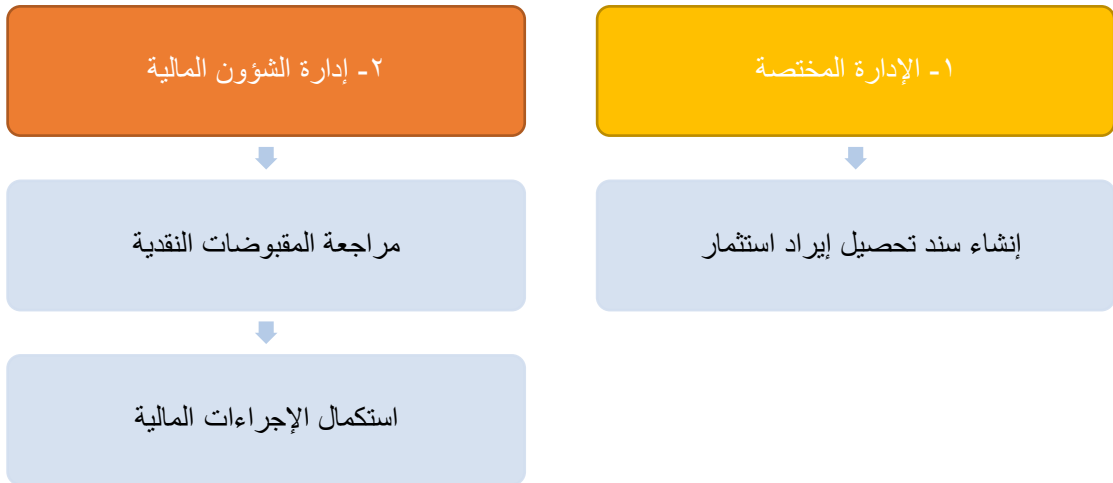 ١- الإدارة المختصة
إنشاء سند تحصيل إيراد استثمار
٢- إدارة الشؤون المالية
مراجعة المقبوضات النقدية
استكمال الإجراءات المالية